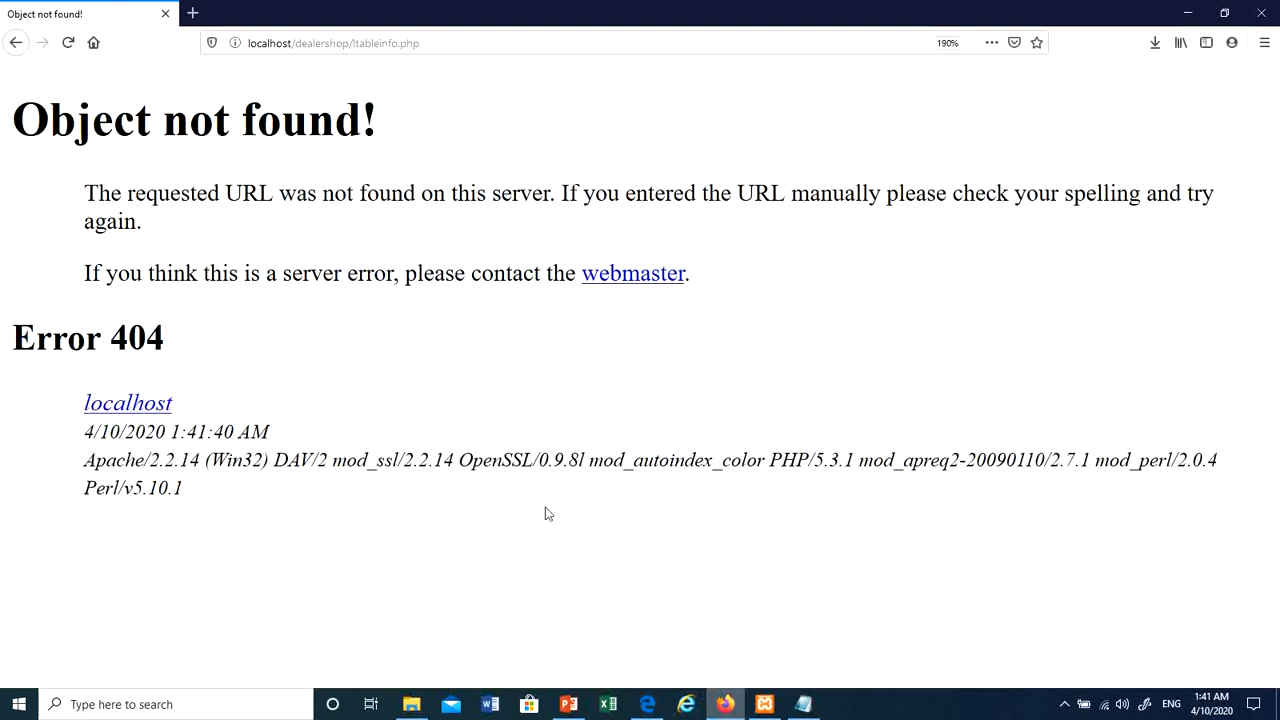 Object not found!
localhost/dealershop/ltableinfo.php
190%
Object not found!
The requested URL was not found on this server. If you entered the URL manually please check your spelling and try
again.
If you think this is a server error, please contact the webmaster.
Error 404
localhost
4/10/2020 1:41:40 AM
Apache/2.2.14 (Win32) DAV/2 mod_ssl/2.2.14 OpenSSL/0.9.8l mod_autoindex_color PHP/5.3.1 mod_apreq2-20090110/2.7.1 mod_perl/2.0.4
Perl/v5.10.1
Type here to search
ENG
1:41 AM
4/10/2020